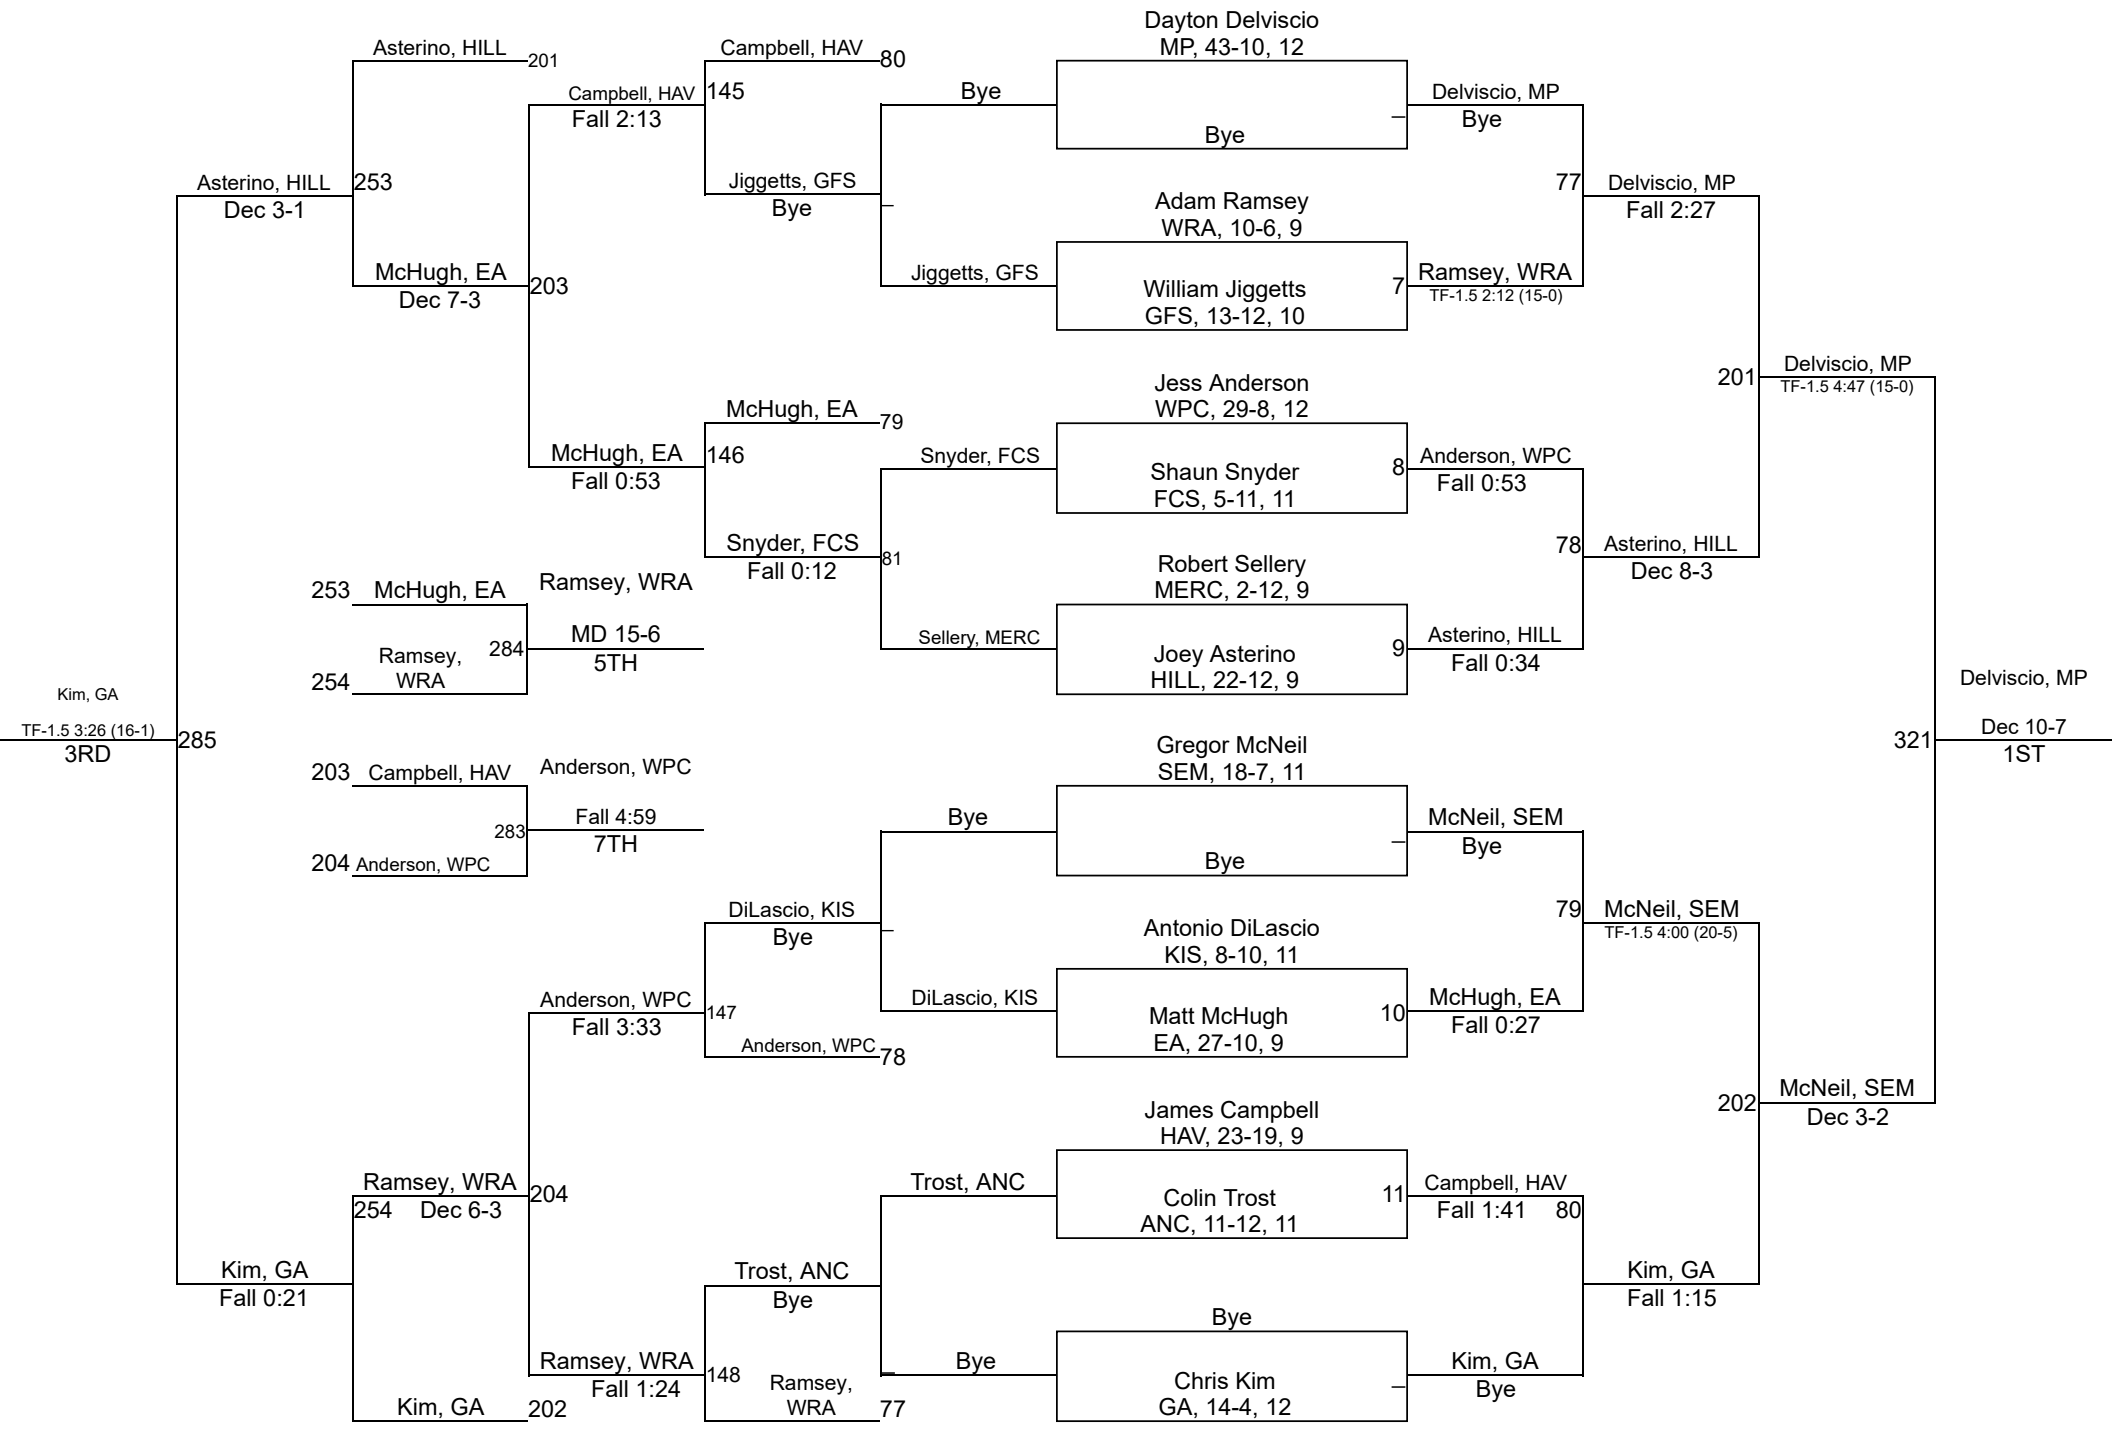 Dayton Delviscio
MP, 43-10, 12
Asterino, HILL
201
Campbell, HAV
80
Campbell, HAV
145
Fall 2:13
Bye
Delviscio, MP
Bye
Bye
Jiggetts, GFS
Bye
Asterino, HILL
253
Dec 3-1
77
Delviscio, MP
Fall 2:27
Adam Ramsey
WRA, 10-6, 9
McHugh, EA
Dec 7-3
203
Jiggetts, GFS
William Jiggetts
GFS, 13-12, 10
7
Ramsey, WRA
TF-1.5 2:12 (15-0)
Jess Anderson
WPC, 29-8, 12
201
Delviscio, MP
TF-1.5 4:47 (15-0)
McHugh, EA
79
McHugh, EA
146
Fall 0:53
Snyder, FCS
Shaun Snyder
FCS, 5-11, 11
8
Anderson, WPC
Fall 0:53
Snyder, FCS
Fall 0:12
81
78
Asterino, HILL
Dec 8-3
Robert Sellery
MERC, 2-12, 9
253
McHugh, EA
Ramsey, WRA
284
MD 15-6
5TH
Ramsey,
WRA
254
Sellery, MERC
Joey Asterino
HILL, 22-12, 9
9
Asterino, HILL
Fall 0:34
Kim, GA
TF-1.5 3:26 (16-1)
3RD
285
Delviscio, MP
321
Dec 10-7
1ST
Gregor McNeil
SEM, 18-7, 11
203
Campbell, HAV
Anderson, WPC
283
Fall 4:59
7TH
204
Anderson, WPC
Bye
Bye
McNeil, SEM
Bye
DiLascio, KIS
Bye
79
McNeil, SEM
TF-1.5 4:00 (20-5)
Antonio DiLascio
KIS, 8-10, 11
Anderson, WPC
147
Fall 3:33
DiLascio, KIS
Matt McHugh
EA, 27-10, 9
10
McHugh, EA
Fall 0:27
Anderson, WPC
78
202
McNeil, SEM
Dec 3-2
James Campbell
HAV, 23-19, 9
Ramsey, WRA
254
Dec 6-3
204
Trost, ANC
Colin Trost
ANC, 11-12, 11
11
Campbell, HAV
Fall 1:41
80
Kim, GA
Fall 0:21
Trost, ANC
Bye
Kim, GA
Fall 1:15
Bye
Ramsey, WRA
148
Fall 1:24
Ramsey,
WRA
77
Bye
Chris Kim
GA, 14-4, 12
Kim, GA
Bye
Kim, GA
202